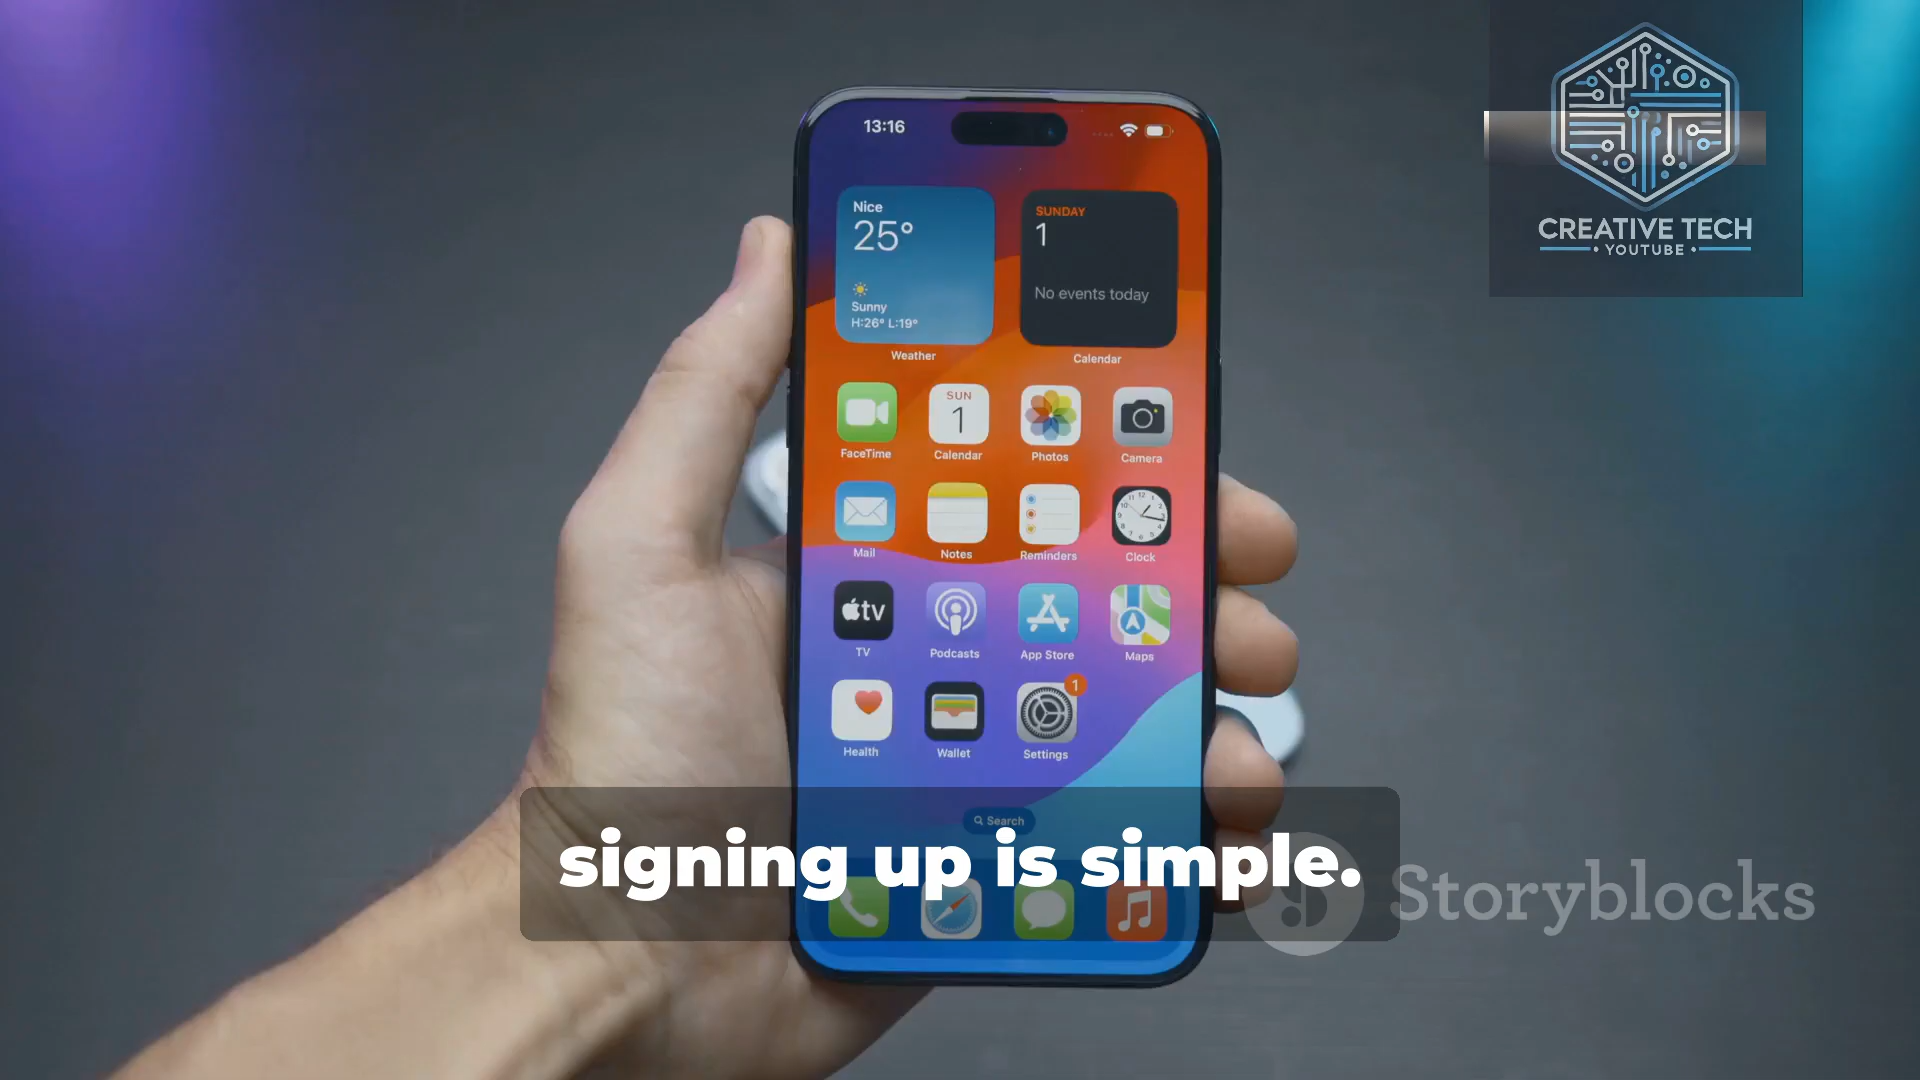 CREATIVE TECH
• YOUTUBE •
13:16
Nice
25°
Sunny
H:26° L:19°
Weather
SUNDAY
1
No events today
Calendar
FaceTime
SUN
1
Calendar
Photos
Camera
Mail
Notes
Reminders
Clock
tv
TV
Podcasts
App Store
Maps
Health
Wallet
1
Settings
Search
signing up is simple.
Storyblocks